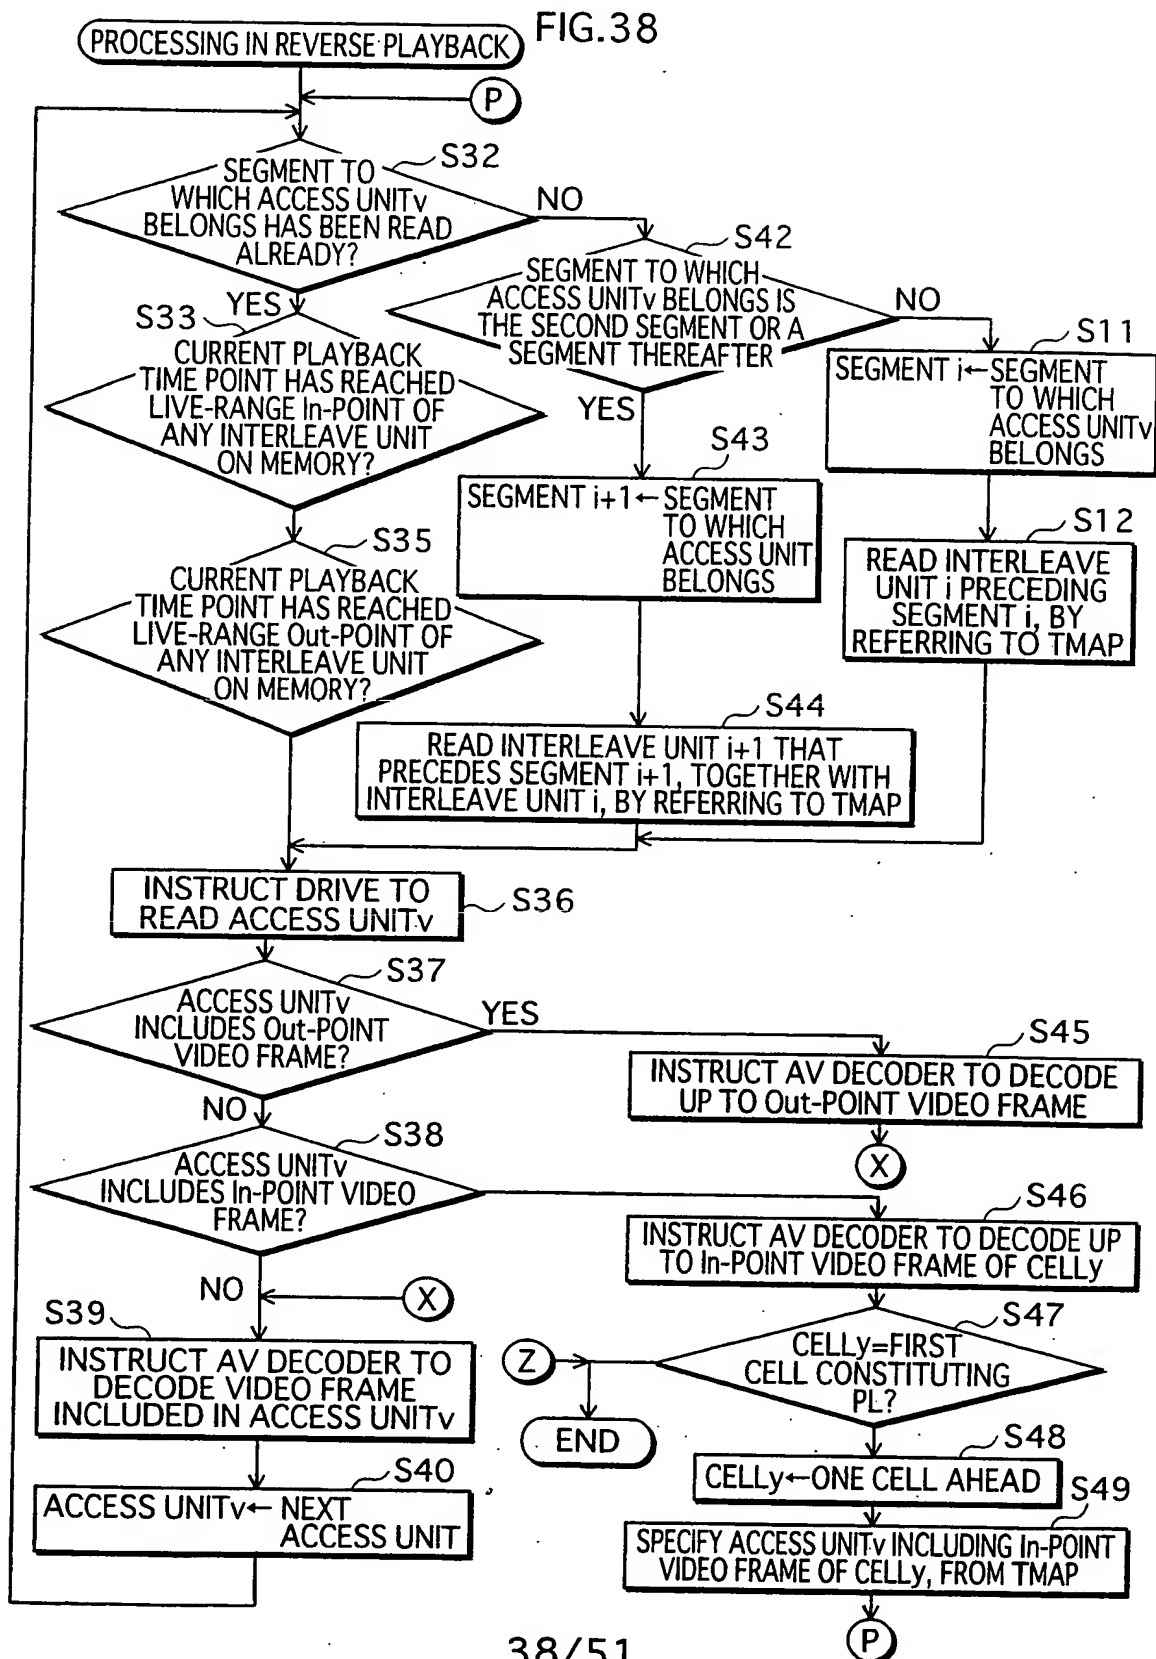 FIG.38
PROCESSING IN REVERSE PLAYBACK
P
S32
SEGMENT TO
WHICH ACCESS UNITv
BELONGS HAS BEEN READ
ALREADY?
NO
YES
S42
SEGMENT TO WHICH
ACCESS UNITv BELONGS IS
THE SECOND SEGMENT OR A
SEGMENT THEREAFTER
NO
YES
S33
CURRENT PLAYBACK
TIME POINT HAS REACHED
LIVE-RANGE In-POINT OF
ANY INTERLEAVE UNIT
ON MEMORY?
S11
SEGMENT i←SEGMENT
TO WHICH
ACCESS UNITv
BELONGS
S43
SEGMENT i+1←SEGMENT
TO WHICH
ACCESS UNIT
BELONGS
S12
READ INTERLEAVE
UNIT i PRECEDING
SEGMENT i, BY
REFERRING TO TMAP
S35
CURRENT PLAYBACK
TIME POINT HAS REACHED
LIVE-RANGE Out-POINT OF
ANY INTERLEAVE UNIT
ON MEMORY?
S44
READ INTERLEAVE UNIT i+1 THAT
PRECEDES SEGMENT i+1, TOGETHER WITH
INTERLEAVE UNIT i, BY REFERRING TO TMAP
INSTRUCT DRIVE TO
READ ACCESS UNITv
S36
S37
ACCESS UNITv
INCLUDES Out-POINT
VIDEO FRAME?
YES
NO
S45
INSTRUCT AV DECODER TO DECODE
UP TO Out-POINT VIDEO FRAME
X
S38
ACCESS UNITv
INCLUDES In-POINT VIDEO
FRAME?
NO
S46
INSTRUCT AV DECODER TO DECODE UP
TO In-POINT VIDEO FRAME OF CELLy
X
S39
INSTRUCT AV DECODER TO
DECODE VIDEO FRAME
INCLUDED IN ACCESS UNITv
S47
CELLy=FIRST
CELL CONSTITUTING
PL?
Z
END
S40
ACCESS UNITv← NEXT
ACCESS UNIT
S48
CELLy←ONE CELL AHEAD
S49
SPECIFY ACCESS UNITv INCLUDING In-POINT
VIDEO FRAME OF CELLy, FROM TMAP
P
38/51